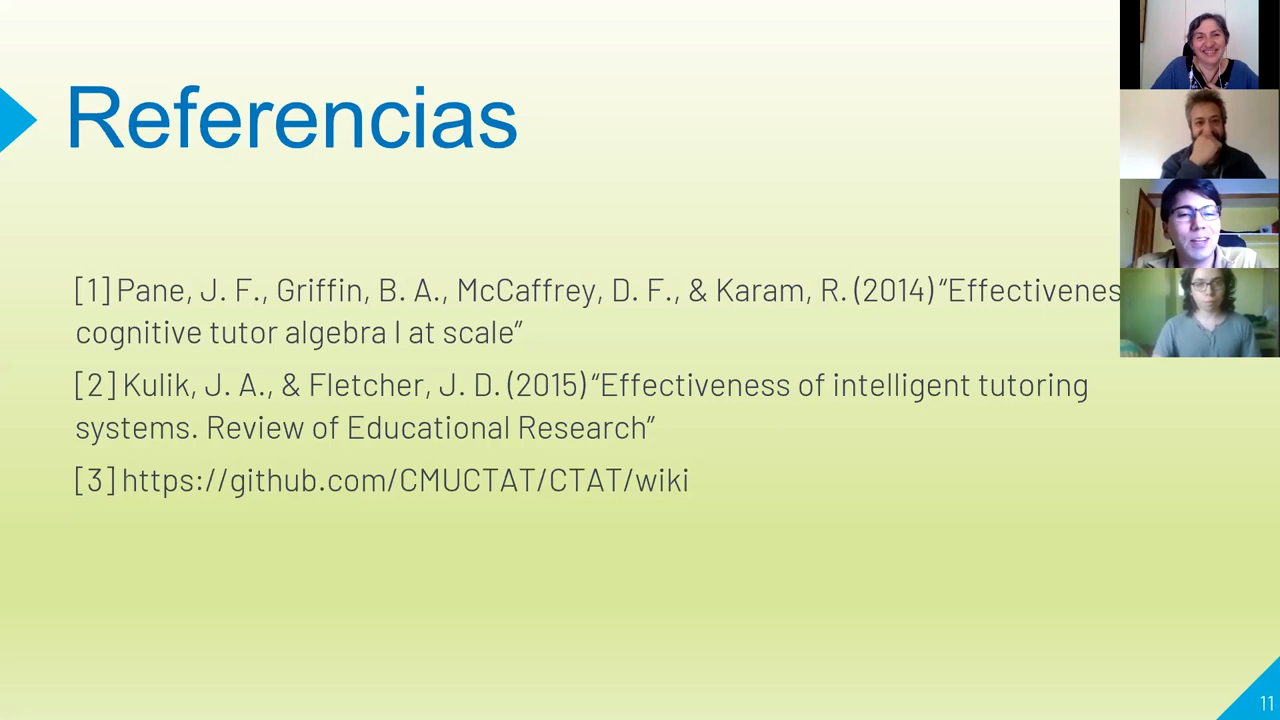 Referencias
[1] Pane, J. F., Griffin, B. A., McCaffrey, D. F., & Karam, R. (2014) “
cognitive tutor algebra I at scale”
[2] Kulik, J. A., & Fletcher, J. D. (2015) “Effectiveness of intelligent tutoring
systems. Review of Educational Research”
[3] https://github.com/CMUCTAT/CTAT/wiki
11